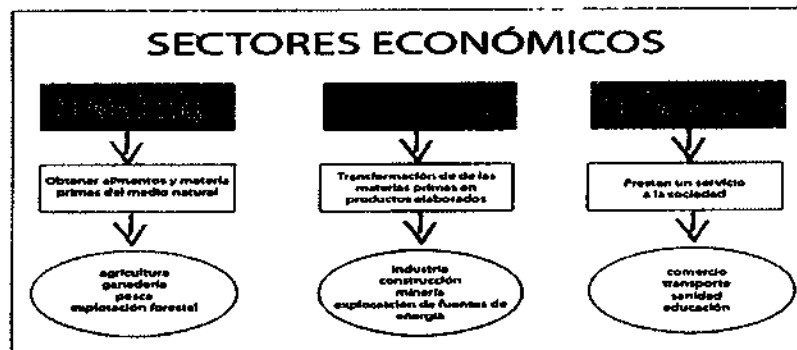 SECTORES ECONÓMICOS
Obtener alimentos y materia
primas del medio natural
Transformación de de las
materias primas en
productos elaborados
Prestan un servicio
a la sociedad
agricultura
ganadería
pesca
explotación forestal
industria
construcción
minería
explotación de fuentes de
energía
comercio
transporte
sanidad
educación